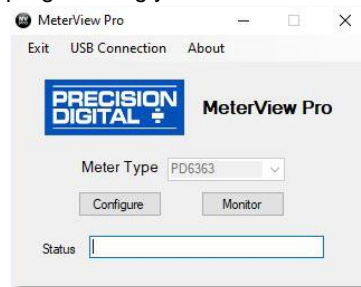 MeterView Pro
Exit USB Connection About
PRECISION
DIGITAL
MeterView Pro
Meter Type PD6363
Configure Monitor
Status